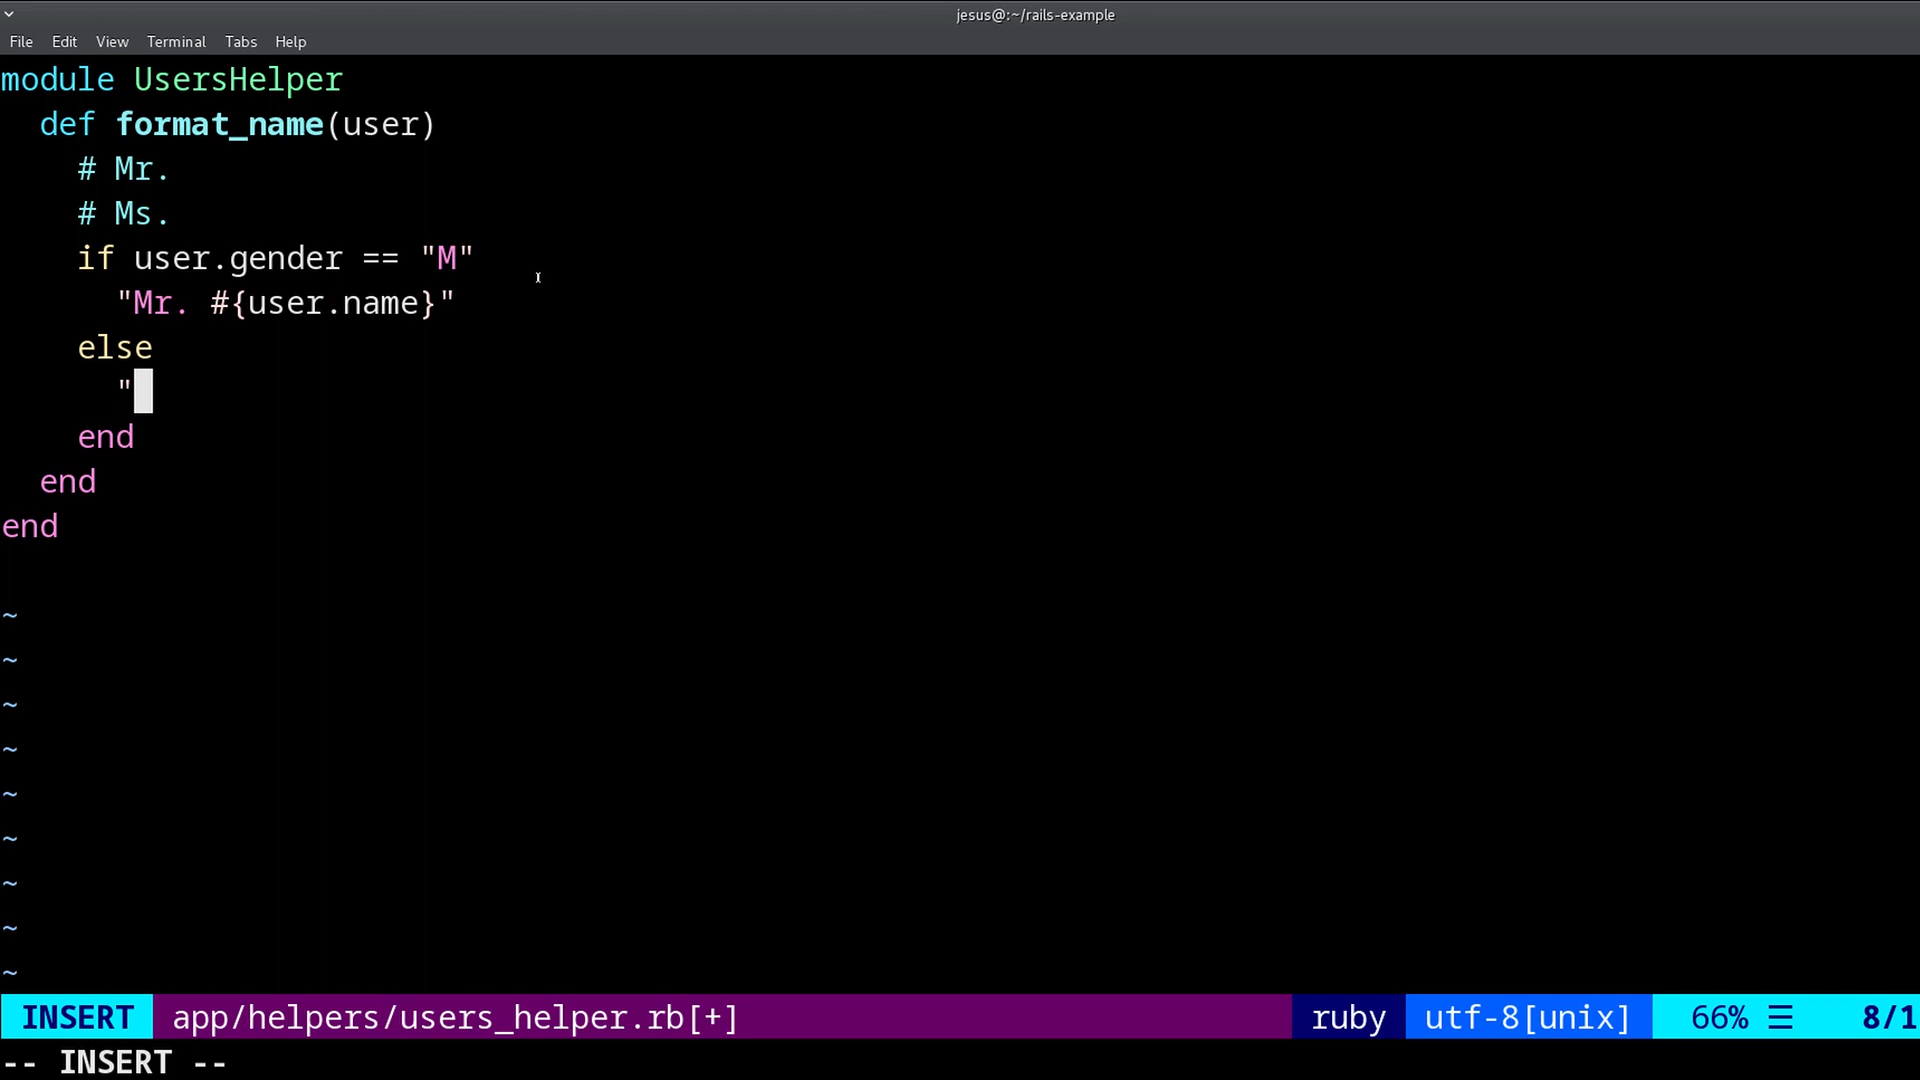 jesus@:~/rails-example
File Edit View Terminal Tabs Help
module UsersHelper
  def format_name(user)
    # Mr.
    # Ms.
    if user.gender == "M"
      "Mr. #{user.name}"
    else
      "
    end
  end
end
~
~
~
~
~
~
~
~
~
INSERT app/helpers/users_helper.rb[+] ruby utf-8[unix] 66% ☰ 8/1
-- INSERT --